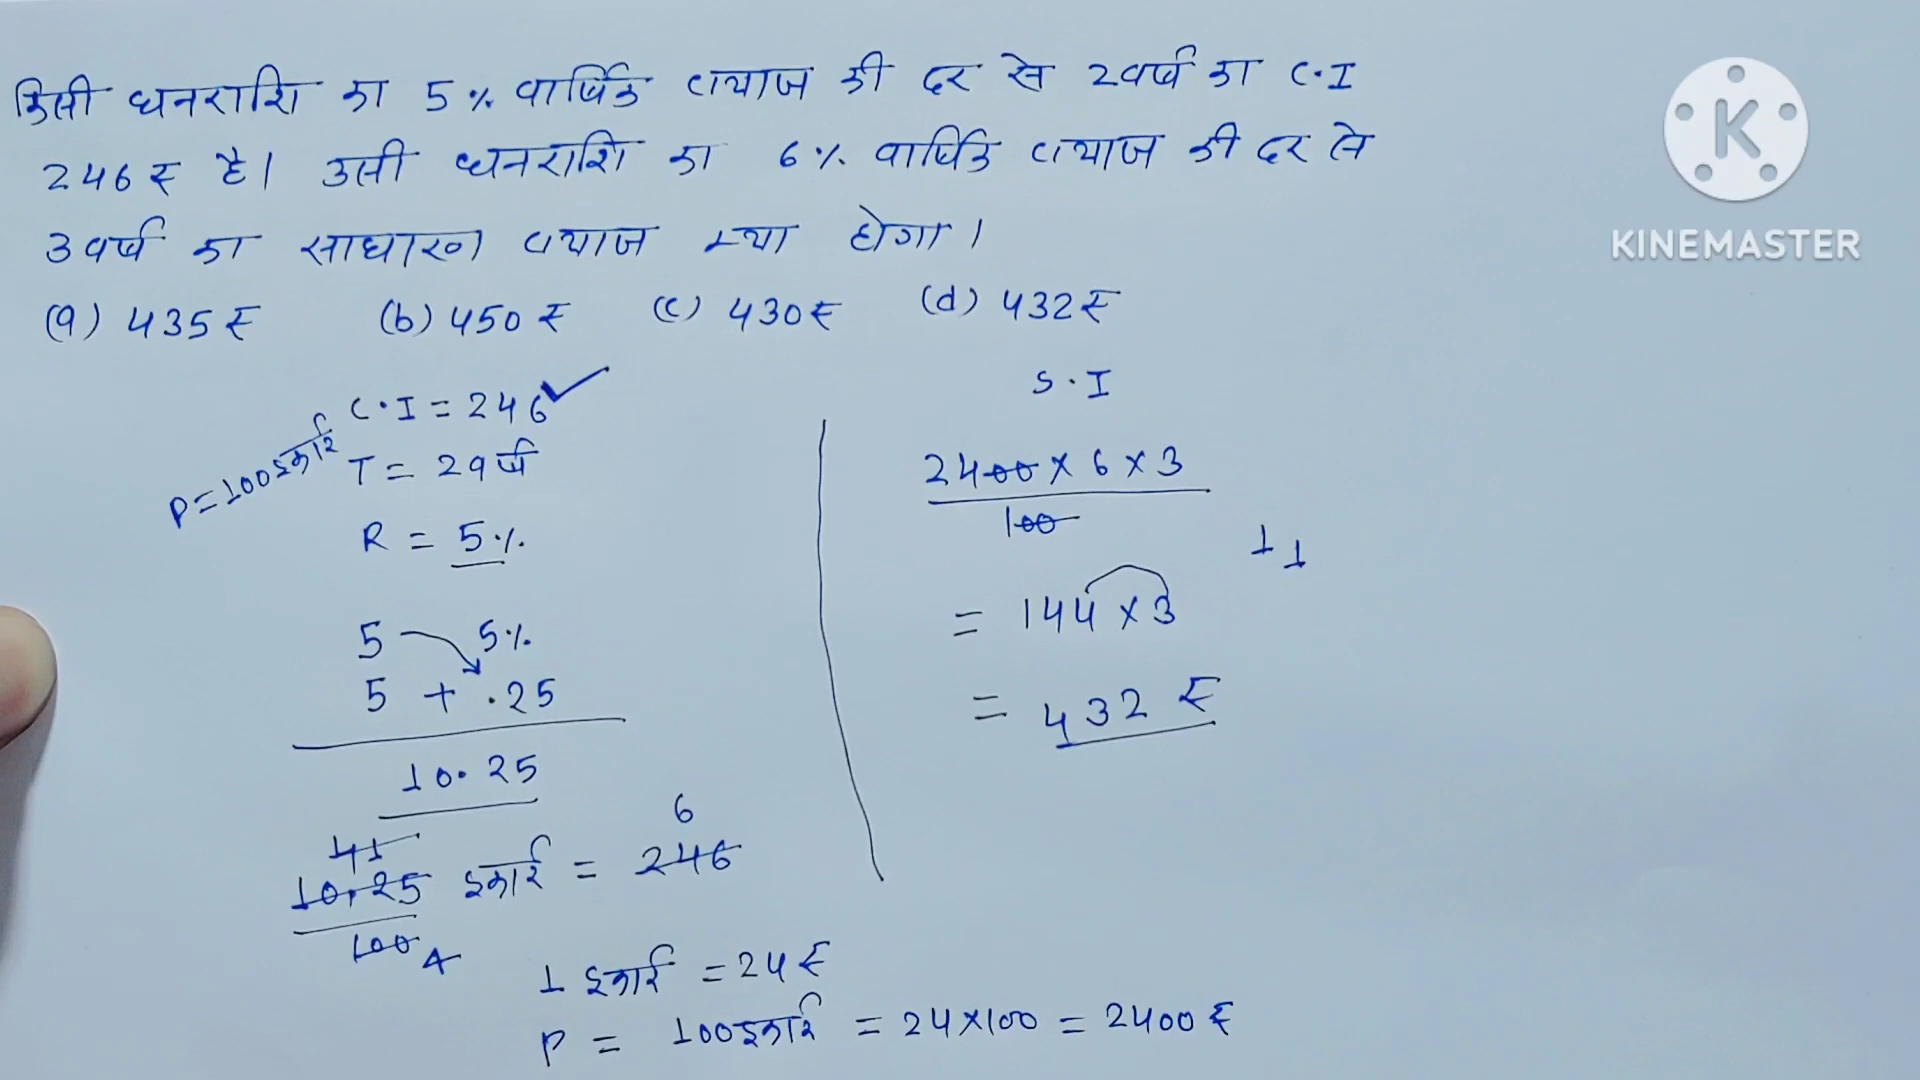 किसी धनराशि का 5% वार्षिक ब्याज की दर से 2 वर्ष का C.I
246 ₹ है। उसी धनराशि का 6% वार्षिक ब्याज की दर से
3 वर्ष का साधारण ब्याज क्या होगा।
(a) 435 ₹ (b) 450 ₹ (c) 430 ₹ (d) 432 ₹
C.I = 246 ✓
P = 100 इकाई
T = 2 वर्ष
R = 5%
5 5%
5 + .25
10.25
41
10.25 इकाई = 246
6
100 4
1 इकाई = 24 ₹
P = 100 इकाई = 24 × 100 = 2400 ₹
S.I
2400 × 6 × 3
100
1 1
= 144 × 3
= 432 ₹
K
KINEMASTER